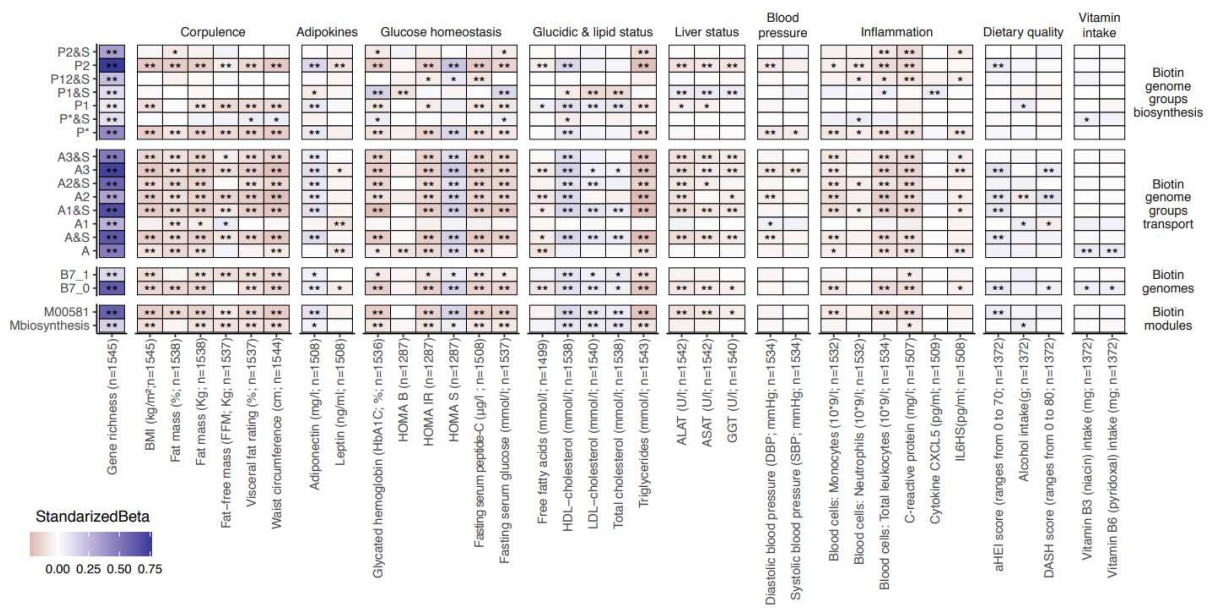 Corpulence
Adipokines
Glucose homeostasis
Glucidic & lipid status
Liver status
Blood
pressure
Inflammation
Dietary quality
Vitamin
intake
P2&S ** * * * ** ** *
P2 ** ** ** ** ** ** ** ** ** ** ** ** ** ** ** ** ** ** ** ** ** ** ** ** ** **
P12&S ** * * ** * * * *
P1&S ** * ** ** ** * ** ** ** ** ** * **
P1 ** ** ** ** ** ** ** ** * ** ** * ** ** ** ** * * *
P*&S ** * * * * * * *
P* ** ** ** ** ** ** ** ** ** ** ** ** ** ** ** ** * ** * ** ** **
Biotin
genome
groups
biosynthesis
A3&S ** ** ** ** * ** ** ** ** ** ** ** ** ** ** ** ** ** ** ** ** *
A3 ** ** ** ** ** ** ** ** * ** ** ** ** ** ** ** * * ** ** ** ** ** ** ** ** ** ** ** **
A2&S ** ** ** ** ** ** ** ** ** ** ** ** ** ** ** ** * ** * ** **
A2 ** ** ** ** ** ** ** ** ** ** ** ** ** ** ** ** ** * ** ** ** ** * ** ** **
A1&S ** ** ** ** ** ** ** ** ** ** ** ** ** * ** ** ** ** ** ** ** ** * ** ** * **
A1 ** ** * * ** * * *
A&S ** ** ** ** ** ** ** ** ** ** ** ** ** ** ** ** ** ** ** ** ** ** ** ** ** **
A ** ** ** ** ** ** ** ** ** ** ** ** ** ** * ** ** ** ** **
Biotin
genome
groups
transport
B7_1 ** ** ** ** ** ** * * * * * ** * * ** *
B7_0 ** ** ** ** ** ** ** * ** ** ** ** ** ** ** ** * ** ** ** * ** ** ** * ** * * *
Biotin
genomes
M00581 ** ** ** ** ** ** ** ** ** ** ** ** ** ** ** ** ** ** ** * ** ** ** **
Mbiosynthesis ** ** ** ** ** ** * ** ** * ** ** ** ** ** ** * *
Biotin
modules
Gene richness (n=1545)
BMI (kg/m²;n=1545)
Fat mass (%; n=1538)
Fat mass (Kg; n=1538)
Fat-free mass (FFM; Kg; n=1537)
Visceral fat rating (%; n=1537)
Waist circumference (cm; n=1544)
Adiponectin (mg/l; n=1508)
Leptin (ng/ml; n=1508)
Glycated hemoglobin (HbA1C; %; n=1536)
HOMA B (n=1287)
HOMA IR (n=1287)
HOMA S (n=1287)
Fasting serum peptide-C (µg/l ; n=1508)
Fasting serum glucose (mmol/l; n=1537)
Free fatty acids (mmol/l; n=1499)
HDL-cholesterol (mmol/l; n=1538)
LDL-cholesterol (mmol/l; n=1540)
Total cholesterol (mmol/l; n=1538)
Triglycerides (mmol/l; n=1543)
ALAT (U/l; n=1542)
ASAT (U/l; n=1542)
GGT (U/l; n=1540)
Diastolic blood pressure (DBP; mmHg; n=1534)
Systolic blood pressure (SBP; mmHg; n=1534)
Blood cells: Monocytes (10*9/l; n=1532)
Blood cells: Neutrophils (10*9/l; n=1532)
Blood cells: Total leukocytes (10*9/l; n=1534)
C-reactive protein (mg/l; n=1507)
Cytokine CXCL5 (pg/ml; n=1509)
IL6HS(pg/ml; n=1508)
aHEI score (ranges from 0 to 70; n=1372)
Alcohol intake(g; n=1372)
DASH score (ranges from 0 to 80; n=1372)
Vitamin B3 (niacin) intake (mg; n=1372)
Vitamin B6 (pyridoxal) intake (mg; n=1372)
StandarizedBeta
0.00 0.25 0.50 0.75